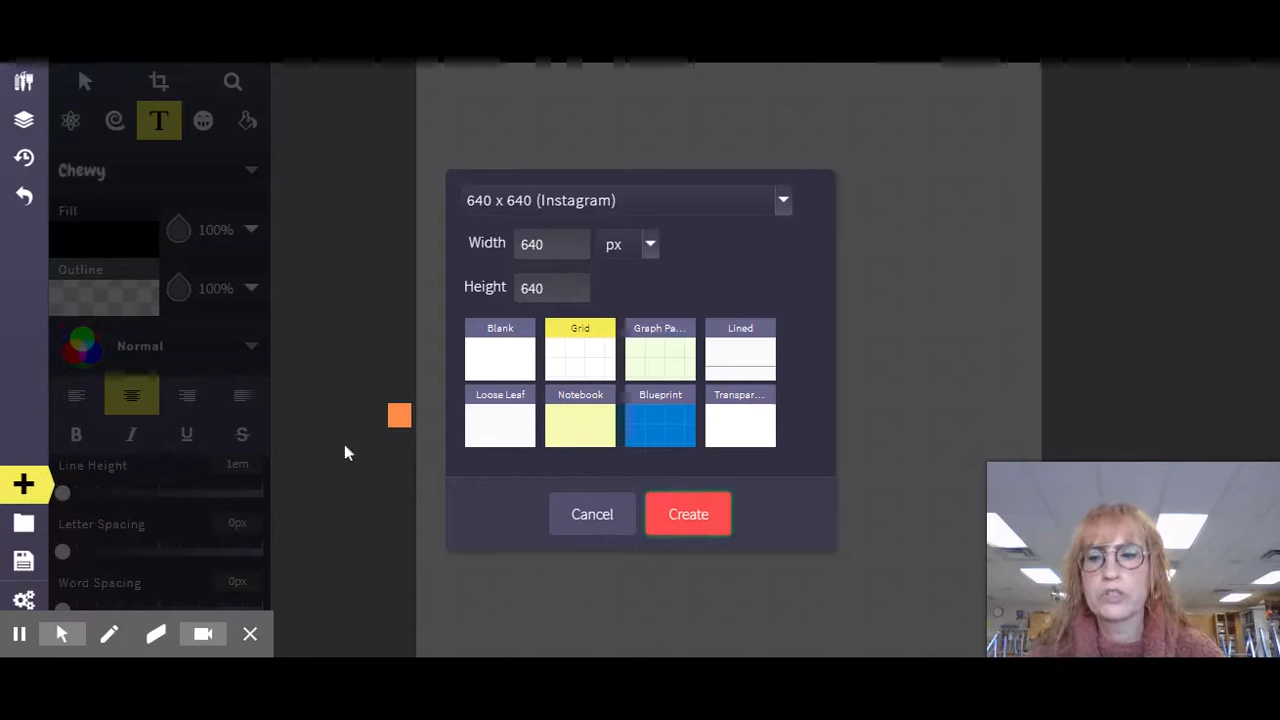 T
Chewy
Fill
100%
Outline
100%
Normal
B I U S
Line Height 1em
Letter Spacing 0px
Word Spacing 0px
640 x 640 (Instagram)
Width 640 px
Height 640
Blank Grid Graph Pa... Lined
Loose Leaf Notebook Blueprint Transpar...
Cancel Create